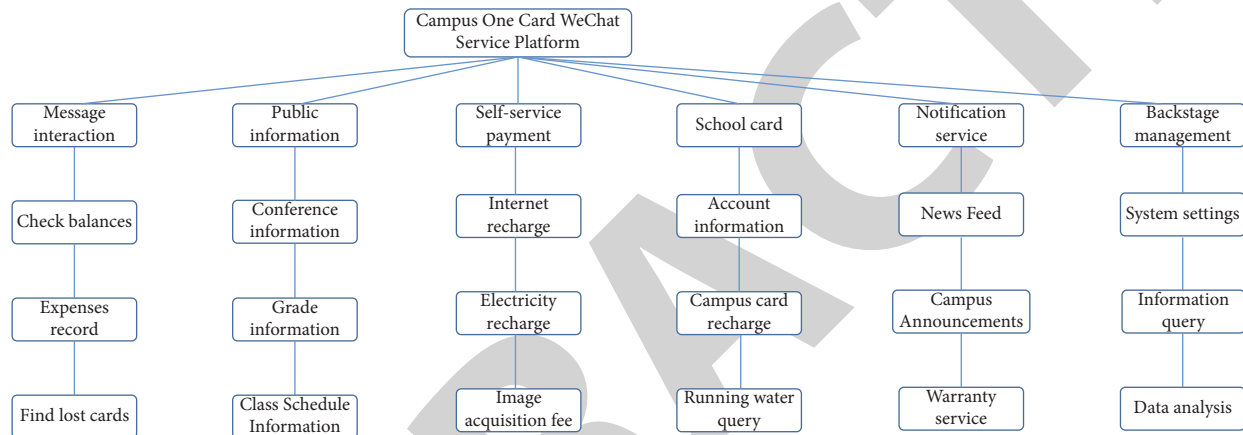 Campus One Card WeChat
Service Platform
Message
interaction
Public
information
Self-service
payment
School card
Notification
service
Backstage
management
Check balances
Conference
information
Internet
recharge
Account
information
News Feed
System settings
Expenses
record
Grade
information
Electricity
recharge
Campus card
recharge
Campus
Announcements
Information
query
Find lost cards
Class Schedule
Information
Image
acquisition fee
Running water
query
Warranty
service
Data analysis